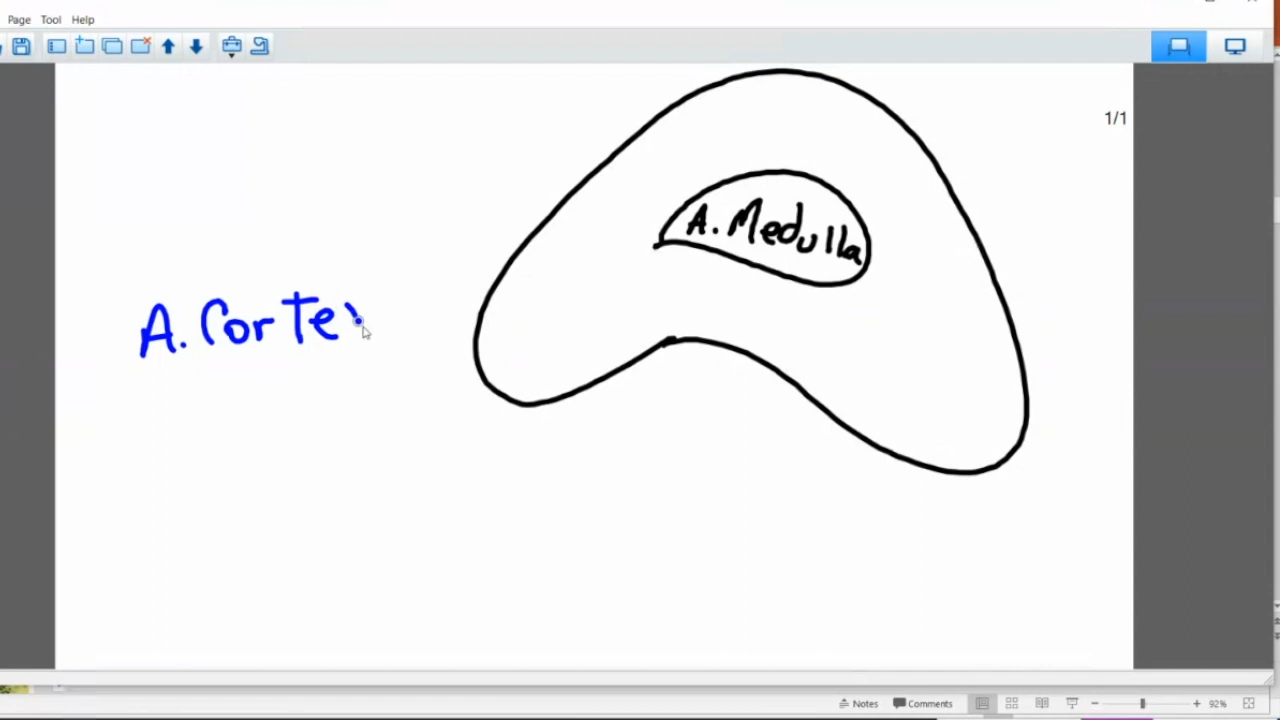 Page Tool Help
1/1
A. Medulla
A. Corte
Notes Comments 92%